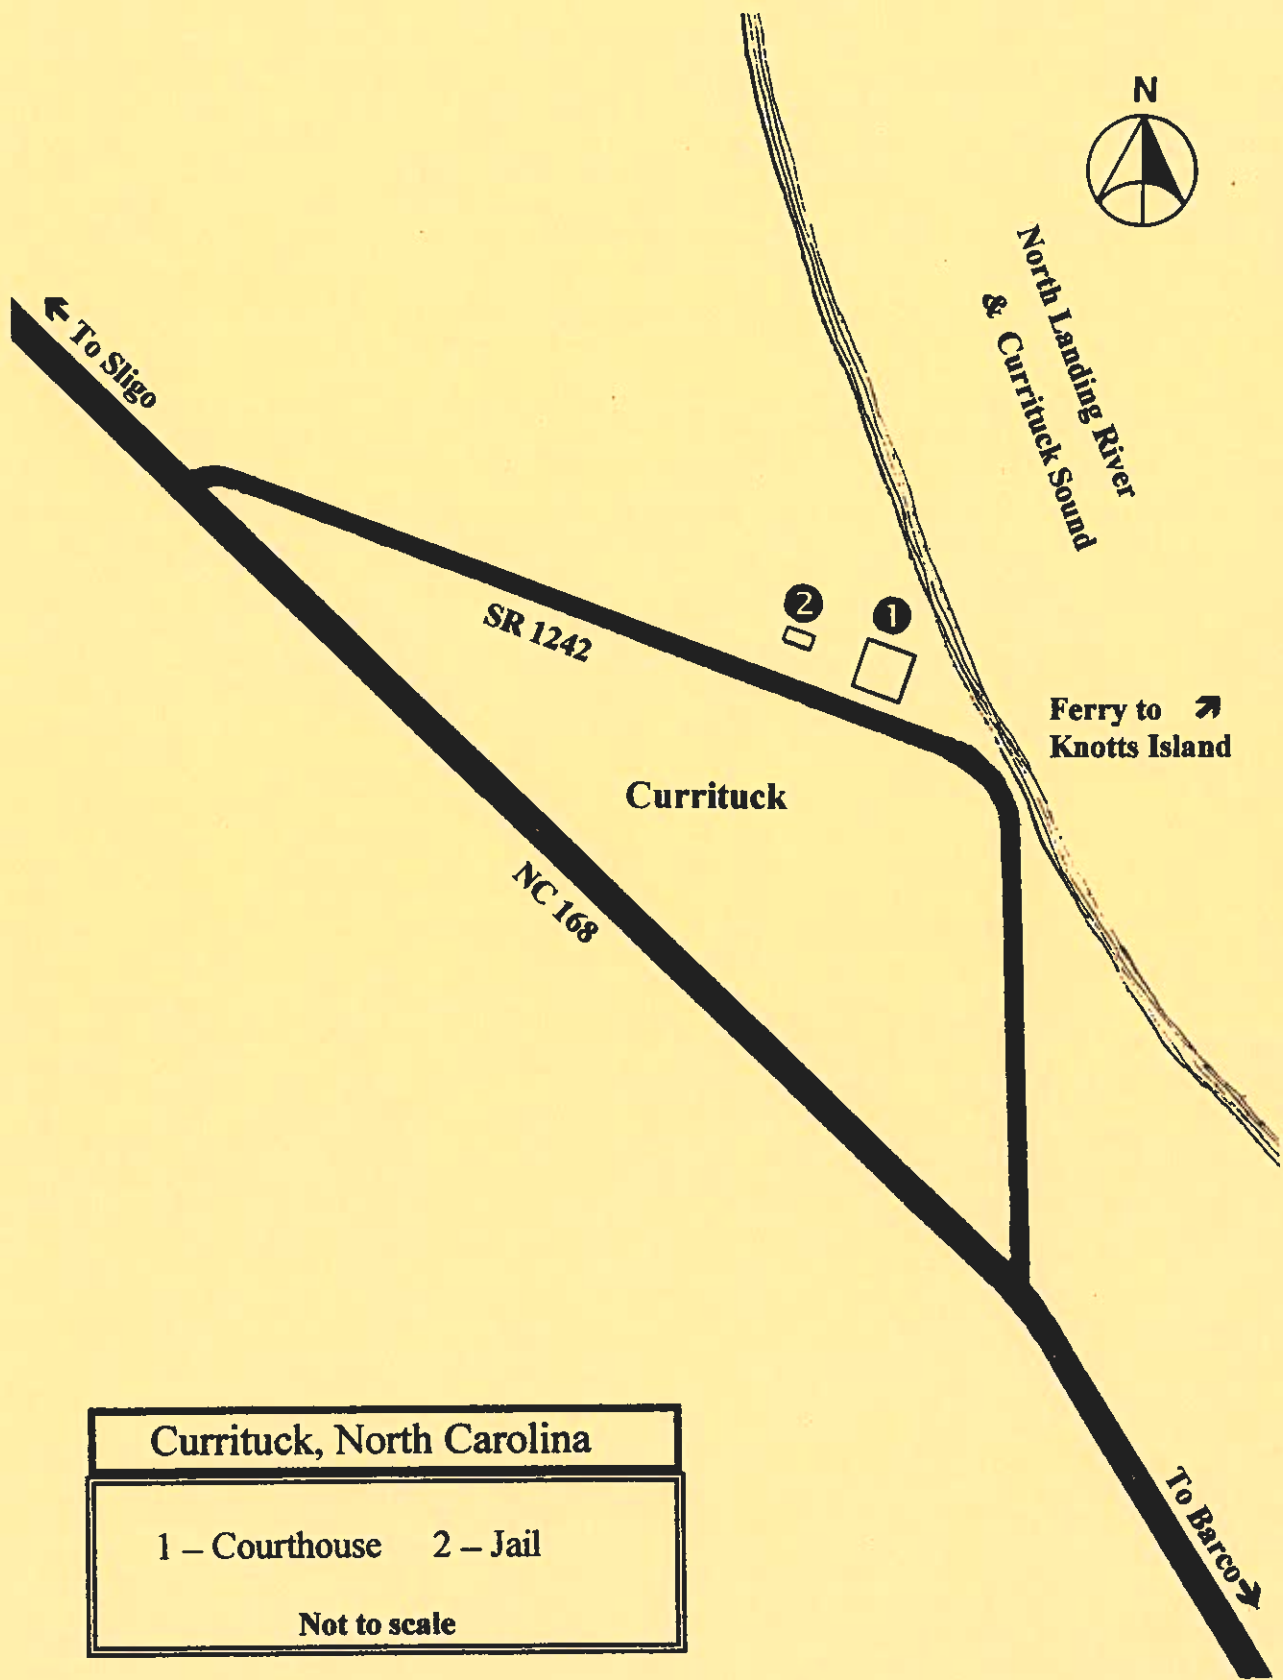 N
North Landing River
& Currituck Sound
← To Sligo
2
1
SR 1242
Ferry to ↗
Knotts Island
Currituck
NC 168
To Barco→
Currituck, North Carolina
1 – Courthouse 2 – Jail
Not to scale